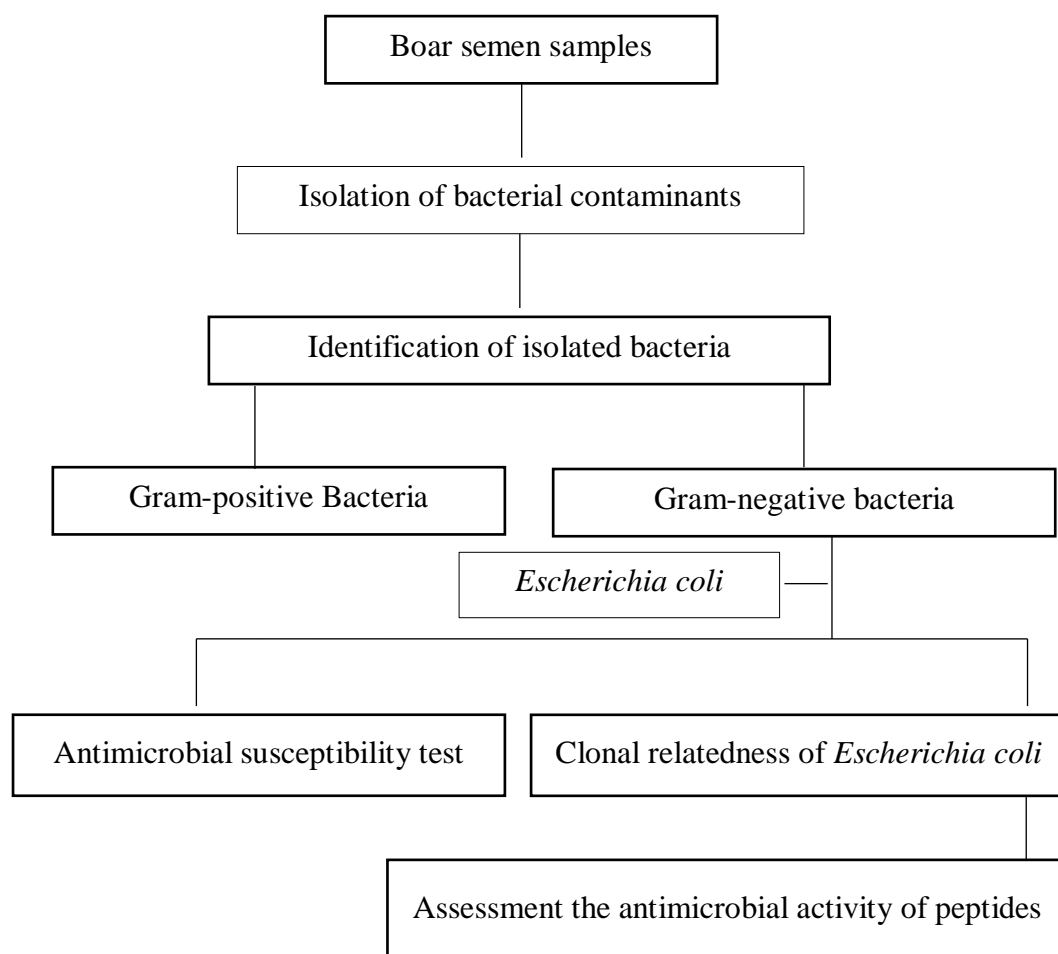 Boar semen samples
Isolation of bacterial contaminants
Identification of isolated bacteria
Gram-positive Bacteria
Gram-negative bacteria
Escherichia coli
Antimicrobial susceptibility test
Clonal relatedness of Escherichia coli
Assessment the antimicrobial activity of peptides